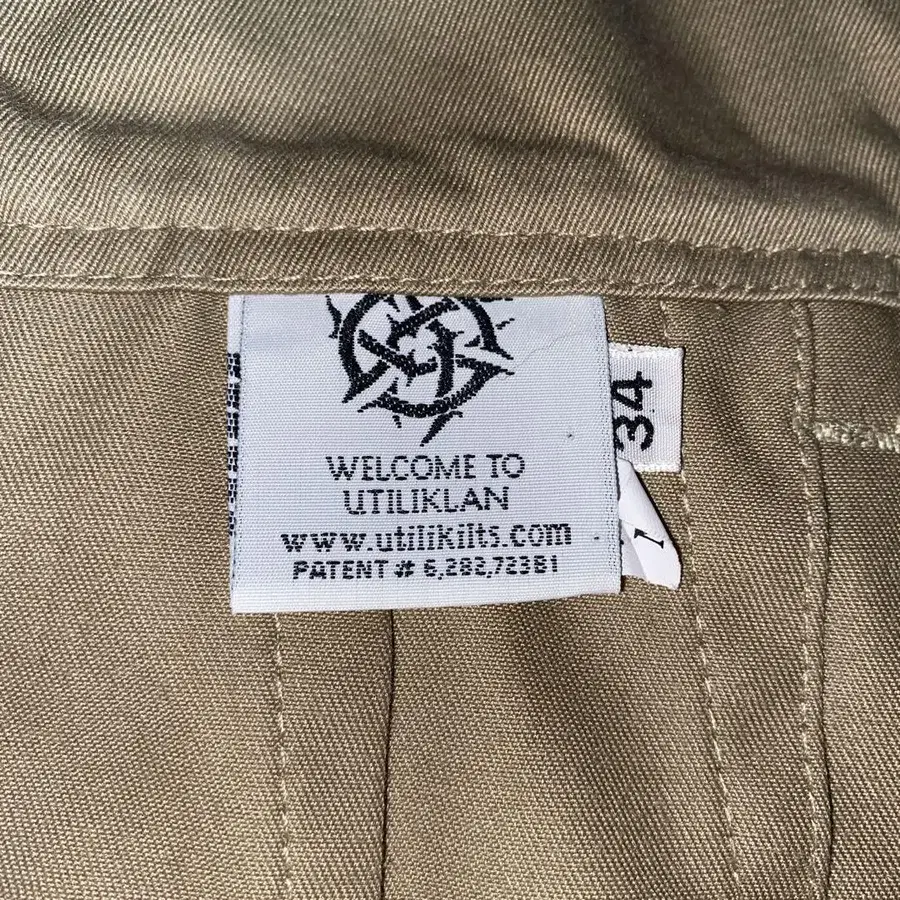 WELCOME TO
UTILIKLAN
www.utilikilts.com
PATENT # 6,282,72381
34
I